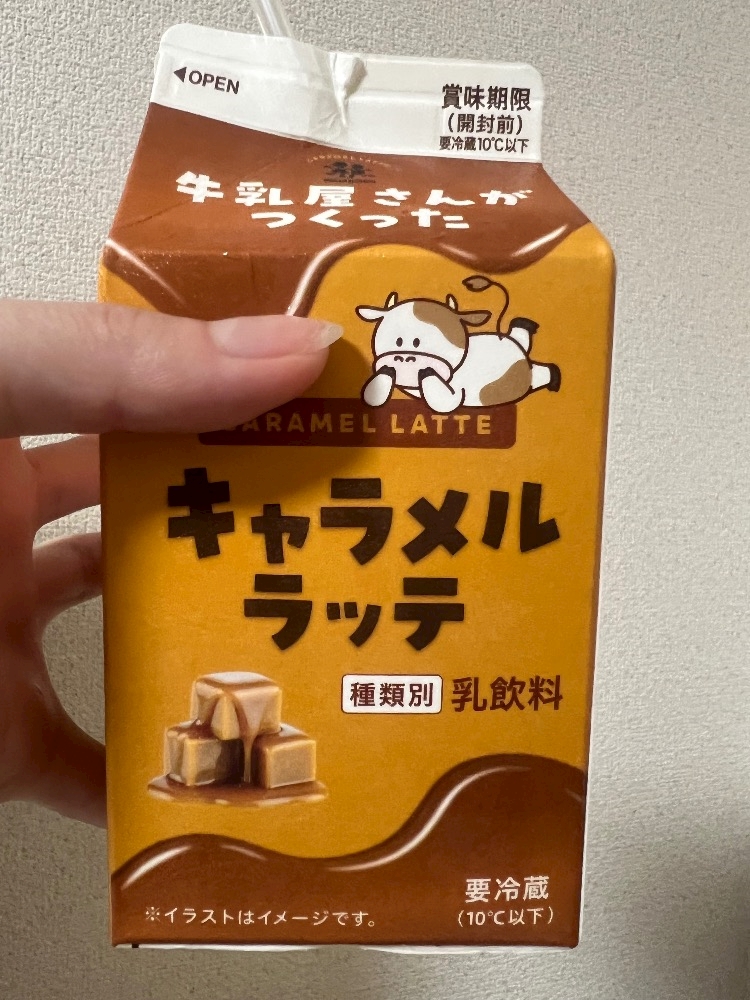 ◀OPEN
賞味期限
(開封前)
要冷蔵10℃以下
牛乳屋さんが
つくった
CARAMEL LATTE
キャラメル
ラッテ
種類別 乳飲料
要冷蔵
(10℃以下)
※イラストはイメージです。